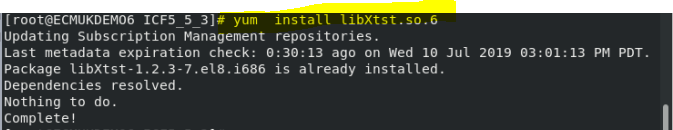 [root@ECMUKDEMO6 ICF5_5_3]# yum  install libXtst.so.6
Updating Subscription Management repositories.
Last metadata expiration check: 0:30:13 ago on Wed 10 Jul 2019 03:01:13 PM PDT.
Package libXtst-1.2.3-7.el8.i686 is already installed.
Dependencies resolved.
Nothing to do.
Complete!